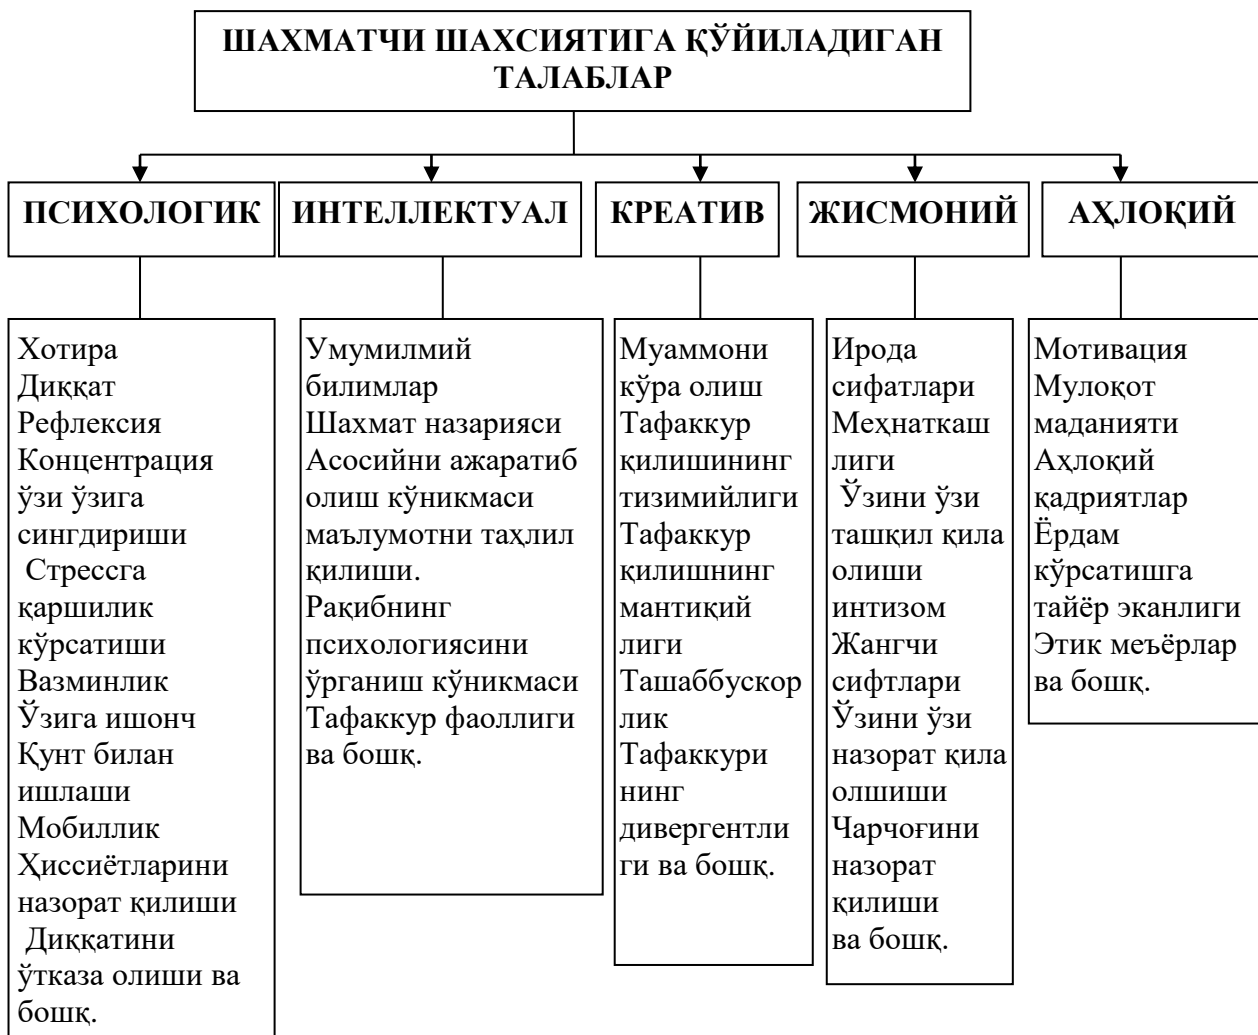 ШАХМАТЧИ ШАХСИЯТИГА ҚЎЙИЛАДИГАН
ТАЛАБЛАР
ПСИХОЛОГИК
ИНТЕЛЛЕКТУАЛ
КРЕАТИВ
ЖИСМОНИЙ
АҲЛОҚИЙ
Хотира
Диққат
Рефлексия
Концентрация
ўзи ўзига
сингдириши
Стрессга
қаршилик
кўрсатиши
Вазминлик
Ўзига ишонч
Қунт билан
ишлаши
Мобиллик
Ҳиссиётларини
назорат қилиши
Диққатини
ўтказа олиши ва
бошқ.
Умумилмий
билимлар
Шахмат назарияси
Асосийни ажаратиб
олиш кўникмаси
маълумотни таҳлил
қилиши.
Рақибнинг
психологиясини
ўрганиш кўникмаси
Тафаккур фаоллиги
ва бошқ.
Муаммони
кўра олиш
Тафаккур
қилишининг
тизимийлиги
Тафаккур
қилишнинг
мантиқий
лиги
Ташаббускор
лик
Тафаккури
нинг
дивергентли
ги ва бошқ.
Ирода
сифатлари
Меҳнаткаш
лиги
Ўзини ўзи
ташқил қила
олиши
интизом
Жангчи
сифтлари
Ўзини ўзи
назорат қила
олшиши
Чарчоғини
назорат
қилиши
ва бошқ.
Мотивация
Мулоқот
маданияти
Аҳлоқий
қадриятлар
Ёрдам
кўрсатишга
тайёр эканлиги
Этик меъёрлар
ва бошқ.